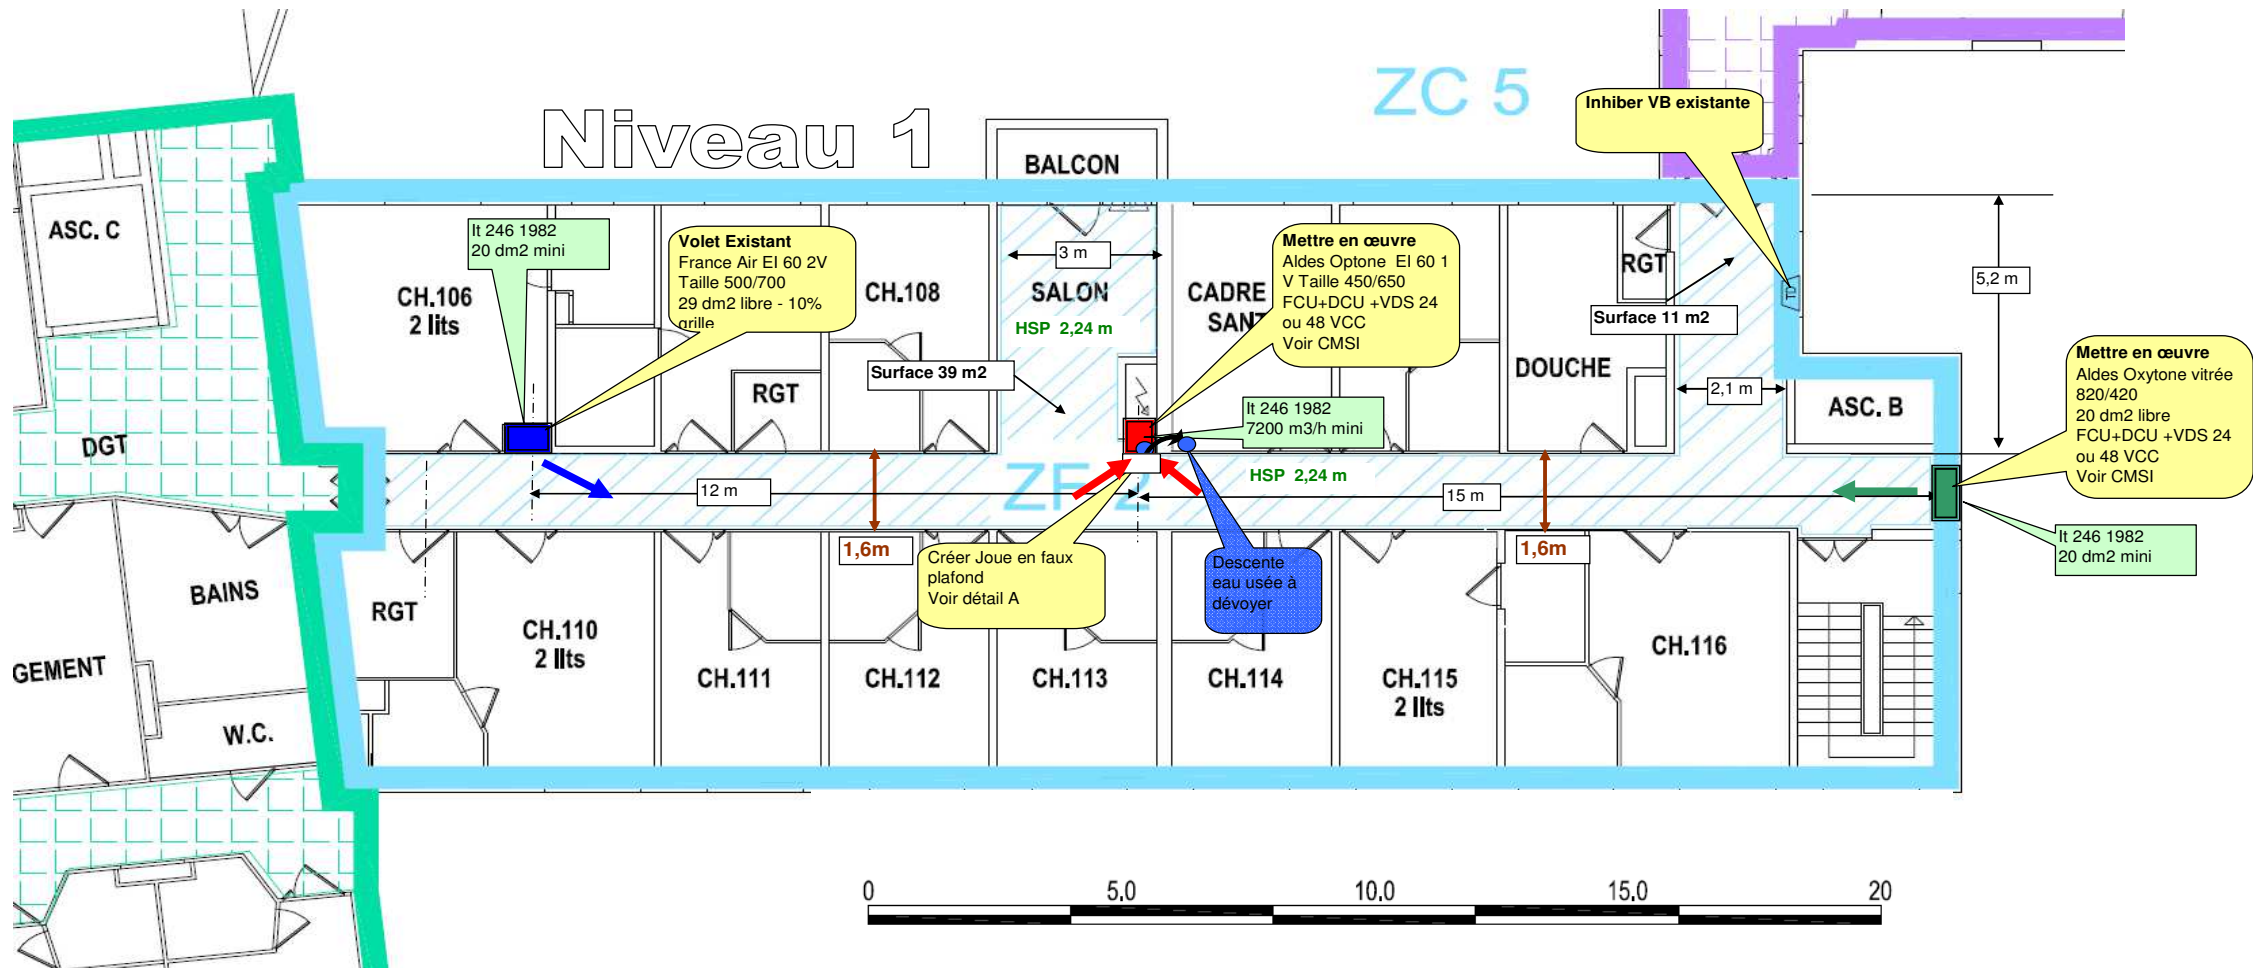 Niveau 1
ZC 5
Inhiber VB existante
BALCON
ASC. C
It 246 1982
20 dm2 mini
Volet Existant
France Air EI 60 2V
Taille 500/700
29 dm2 libre - 10%
grille
CH.106
2 lits
CH.108
3 m
SALON
HSP 2,24 m
CADRE
SANT
Mettre en œuvre
Aldes Optone EI 60 1
V Taille 450/650
FCU+DCU +VDS 24
ou 48 VCC
Voir CMSI
RGT
TD
5,2 m
Surface 11 m2
Surface 39 m2
RGT
DOUCHE
2,1 m
ASC. B
Mettre en œuvre
Aldes Oxytone vitrée
820/420
20 dm2 libre
FCU+DCU +VDS 24
ou 48 VCC
Voir CMSI
It 246 1982
7200 m3/h mini
DGT
HSP 2,24 m
12 m
ZF 2
15 m
1,6m
1,6m
It 246 1982
20 dm2 mini
Créer Joue en faux
plafond
Voir détail A
Descente
eau usée à
dévoyer
BAINS
RGT
CH.110
2 lits
CH.111
CH.112
CH.113
CH.114
CH.115
2 lits
CH.116
GEMENT
W.C.
0
5,0
10,0
15,0
20